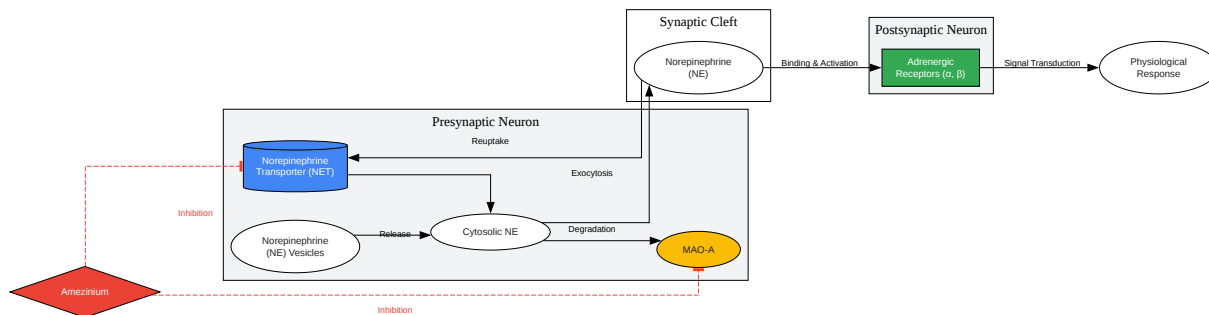 Synaptic Cleft
Norepinephrine
(NE)
Binding & Activation
Postsynaptic Neuron
Adrenergic
Receptors (α, β)
Signal Transduction
Physiological
Response
Presynaptic Neuron
Reuptake
Norepinephrine
Transporter (NET)
Exocytosis
Inhibition
Norepinephrine
(NE) Vesicles
Release
Cytosolic NE
Degradation
MAO-A
Amezinium
Inhibition